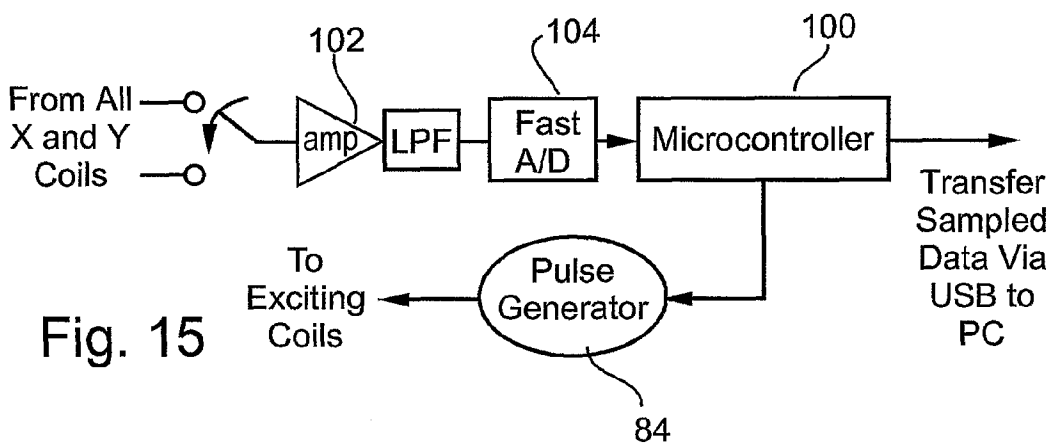 102
104
100
From All
X and Y
Coils
amp
LPF
Fast
A/D
Microcontroller
Transfer
Sampled
Data Via
USB to
PC
To
Exciting
Coils
Pulse
Generator
84
Fig. 15